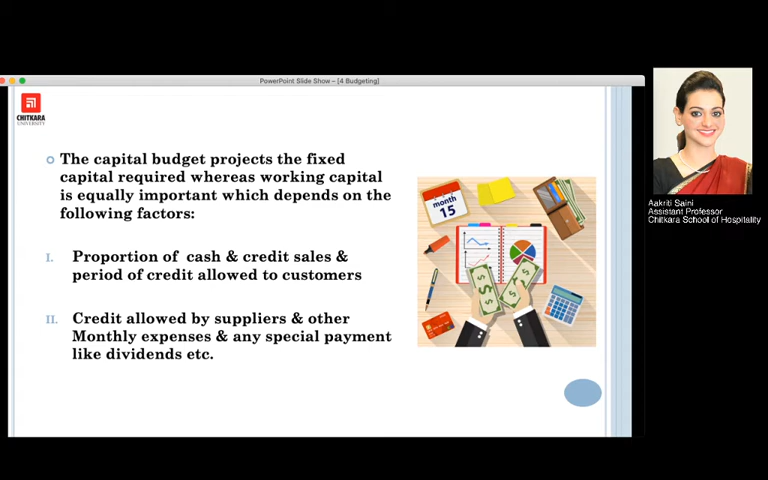 PowerPoint Slide Show – [4 Budgeting]
CHITKARA
UNIVERSITY
The capital budget projects the fixed
capital required whereas working capital
is equally important which depends on the
following factors:
I. Proportion of cash & credit sales &
period of credit allowed to customers
II. Credit allowed by suppliers & other
Monthly expenses & any special payment
like dividends etc.
month
15
Aakriti Saini
Assistant Professor
Chitkara School of Hospitality